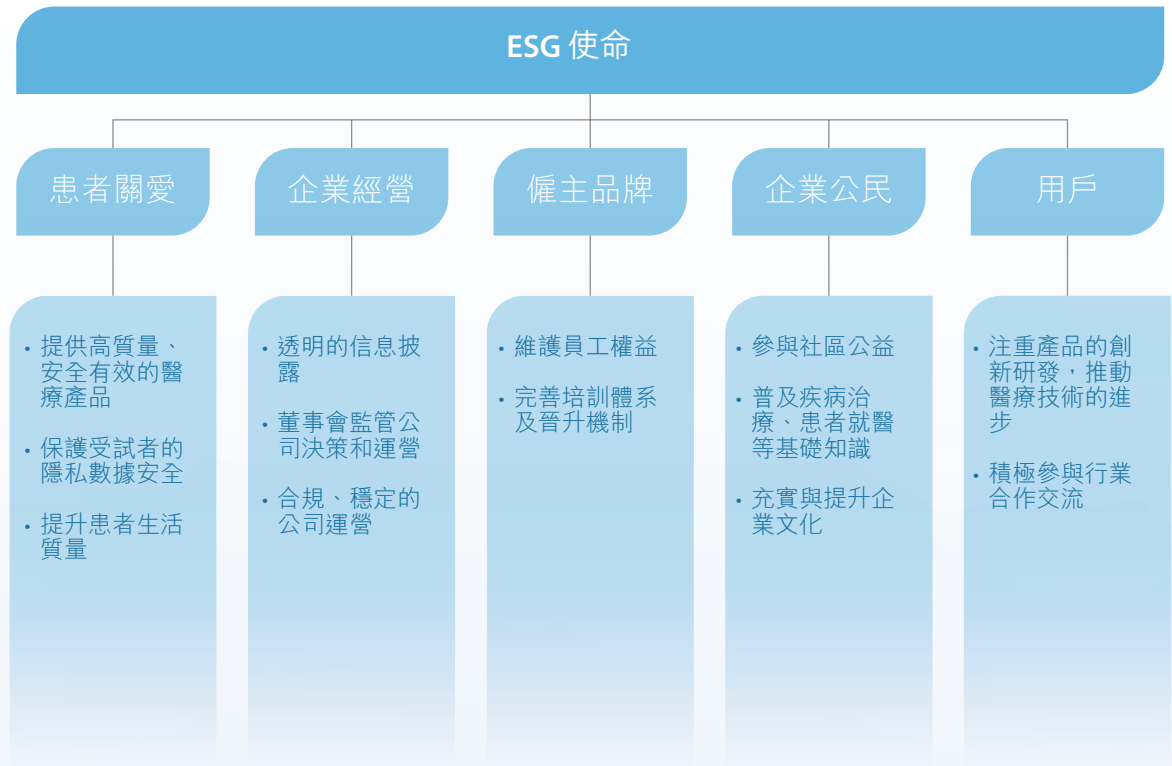 ESG 使命
患者關愛
企業經營
僱主品牌
企業公民
用戶
• 提供高質量、
安全有效的醫
療產品
• 保護受試者的
隱私數據安全
• 提升患者生活
質量
• 透明的信息披
露
• 董事會監管公
司決策和運營
• 合規、穩定的
公司運營
• 維護員工權益
• 完善培訓體系
及晉升機制
• 參與社區公益
• 普及疾病治
療、患者就醫
等基礎知識
• 充實與提升企
業文化
• 注重產品的創
新研發，推動
醫療技術的進
步
• 積極參與行業
合作交流